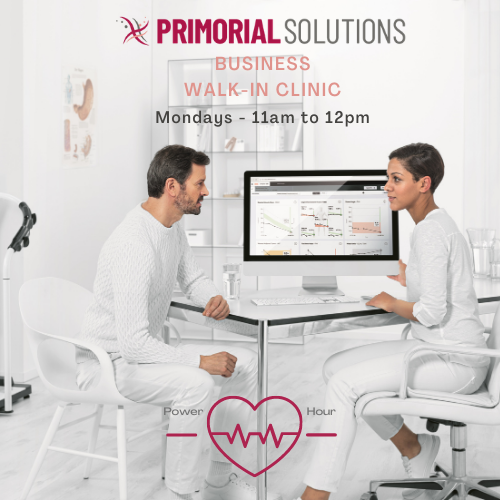 PRIMORIAL SOLUTIONS
BUSINESS
WALK-IN CLINIC
Mondays - 11am to 12pm
Power Hour